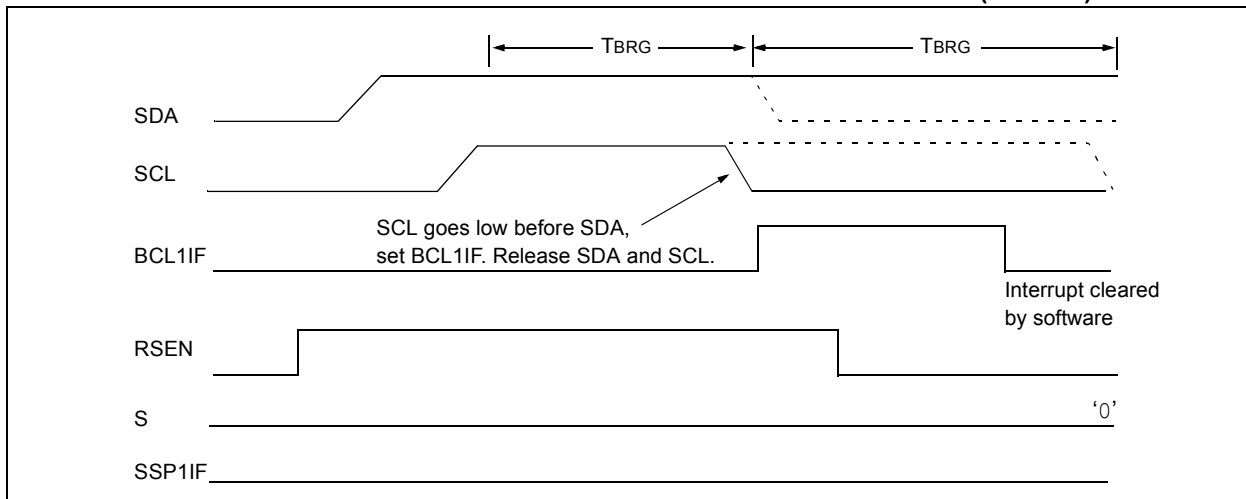 TBRG TBRG
SDA
SCL
SCL goes low before SDA,
set BCL1IF. Release SDA and SCL.
BCL1IF
Interrupt cleared
by software
RSEN
S
‘0’
SSP1IF